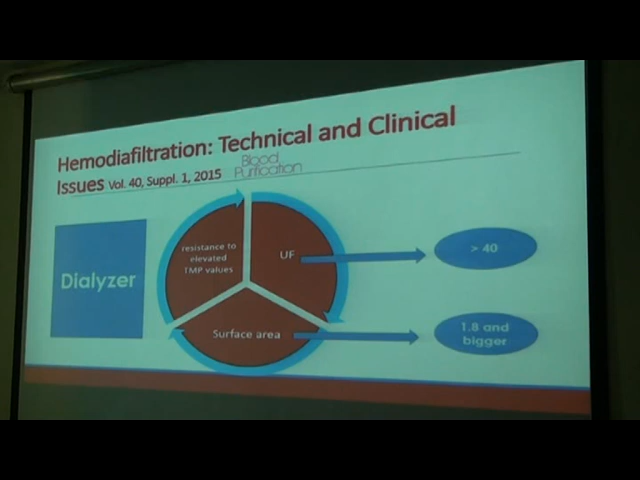 Hemodiafiltration: Technical and Clinical
Issues Vol. 40, Suppl. 1, 2015
Blood
Purification
Dialyzer
resistance to
elevated
TMP values
UF
> 40
Surface area
1.8 and
bigger